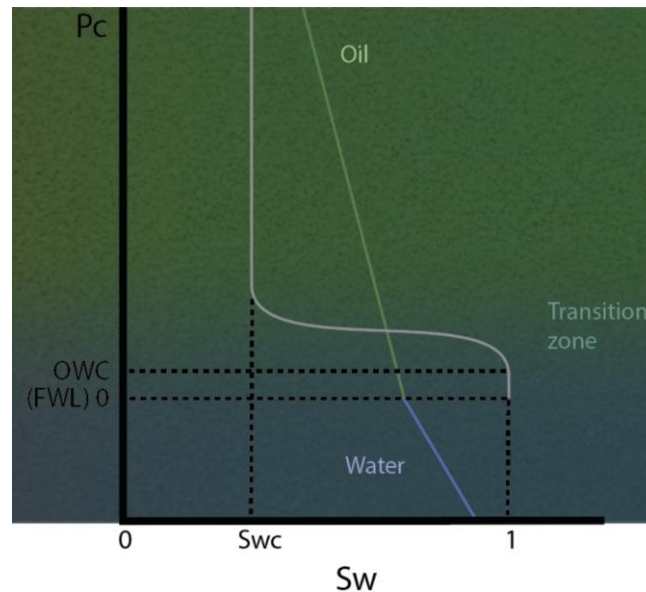 Pc
Oil
Transition
zone
OWC
(FWL) 0
Water
0
Swc
1
Sw